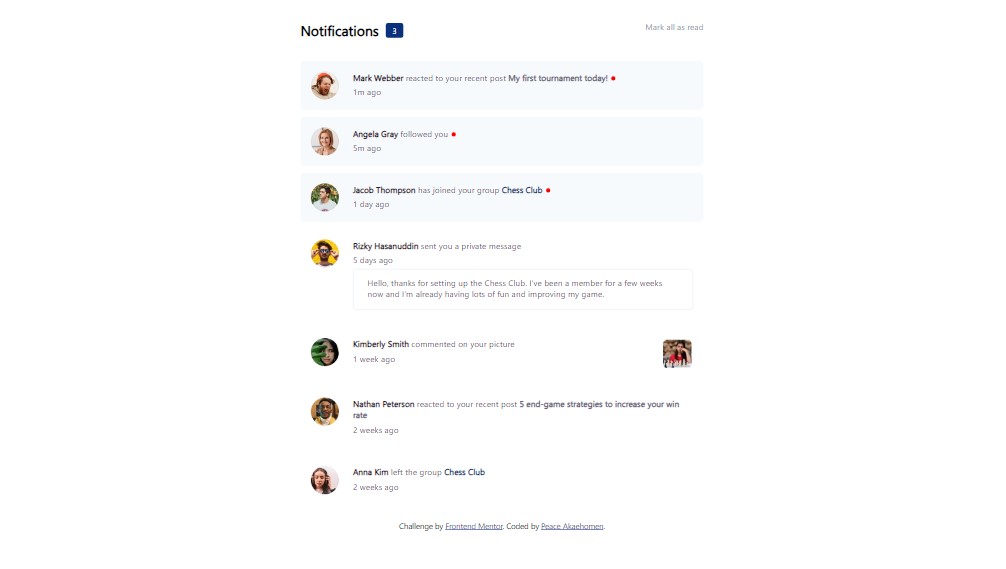 Notifications 3
Mark all as read
Mark Webber reacted to your recent post My first tournament today!
1m ago
Angela Gray followed you
5m ago
Jacob Thompson has joined your group Chess Club
1 day ago
Rizky Hasanuddin sent you a private message
5 days ago
Hello, thanks for setting up the Chess Club. I've been a member for a few weeks
now and I'm already having lots of fun and improving my game.
Kimberly Smith commented on your picture
1 week ago
Nathan Peterson reacted to your recent post 5 end-game strategies to increase your win
rate
2 weeks ago
Anna Kim left the group Chess Club
2 weeks ago
Challenge by Frontend Mentor. Coded by Peace Akaehomen.